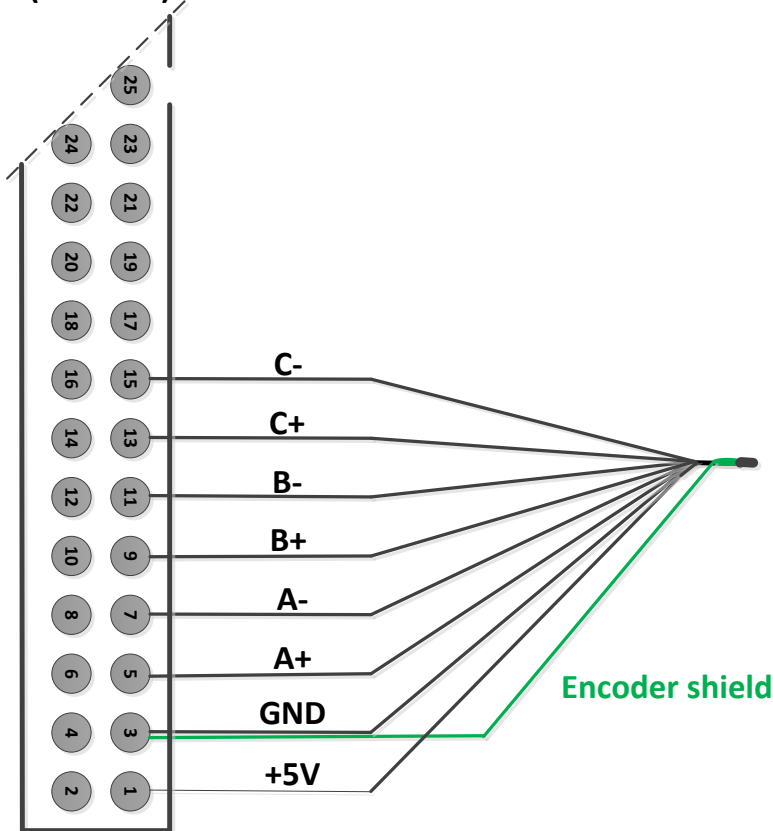 25
24 23
22 21
20 19
18 17
16 15 C-
14 13 C+
12 11 B-
10 9 B+
8 7 A-
6 5 A+
Encoder shield
4 3 GND
2 1 +5V